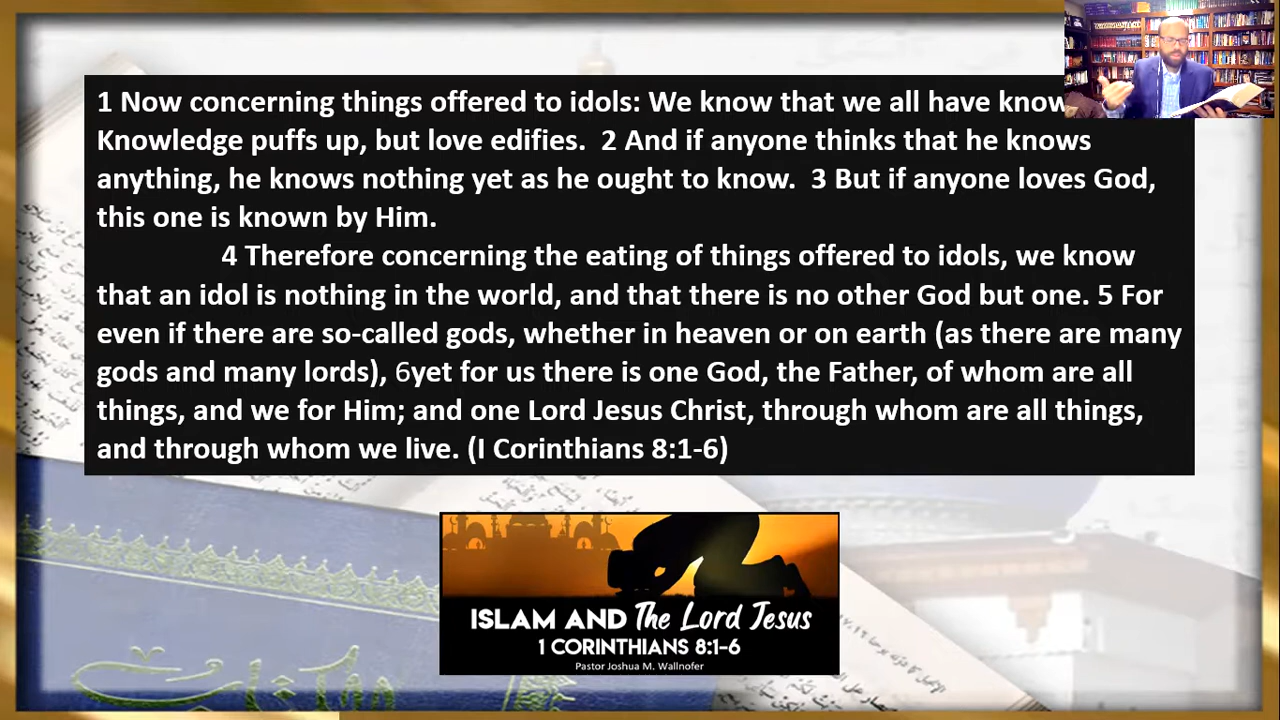 1 Now concerning things offered to idols: We know that we all have know
Knowledge puffs up, but love edifies.  2 And if anyone thinks that he knows
anything, he knows nothing yet as he ought to know.  3 But if anyone loves God,
this one is known by Him.
4 Therefore concerning the eating of things offered to idols, we know
that an idol is nothing in the world, and that there is no other God but one. 5 For
even if there are so-called gods, whether in heaven or on earth (as there are many
gods and many lords), 6yet for us there is one God, the Father, of whom are all
things, and we for Him; and one Lord Jesus Christ, through whom are all things,
and through whom we live. (I Corinthians 8:1-6)
ISLAM AND The Lord Jesus
1 CORINTHIANS 8:1-6
Pastor Joshua M. Wallnofer